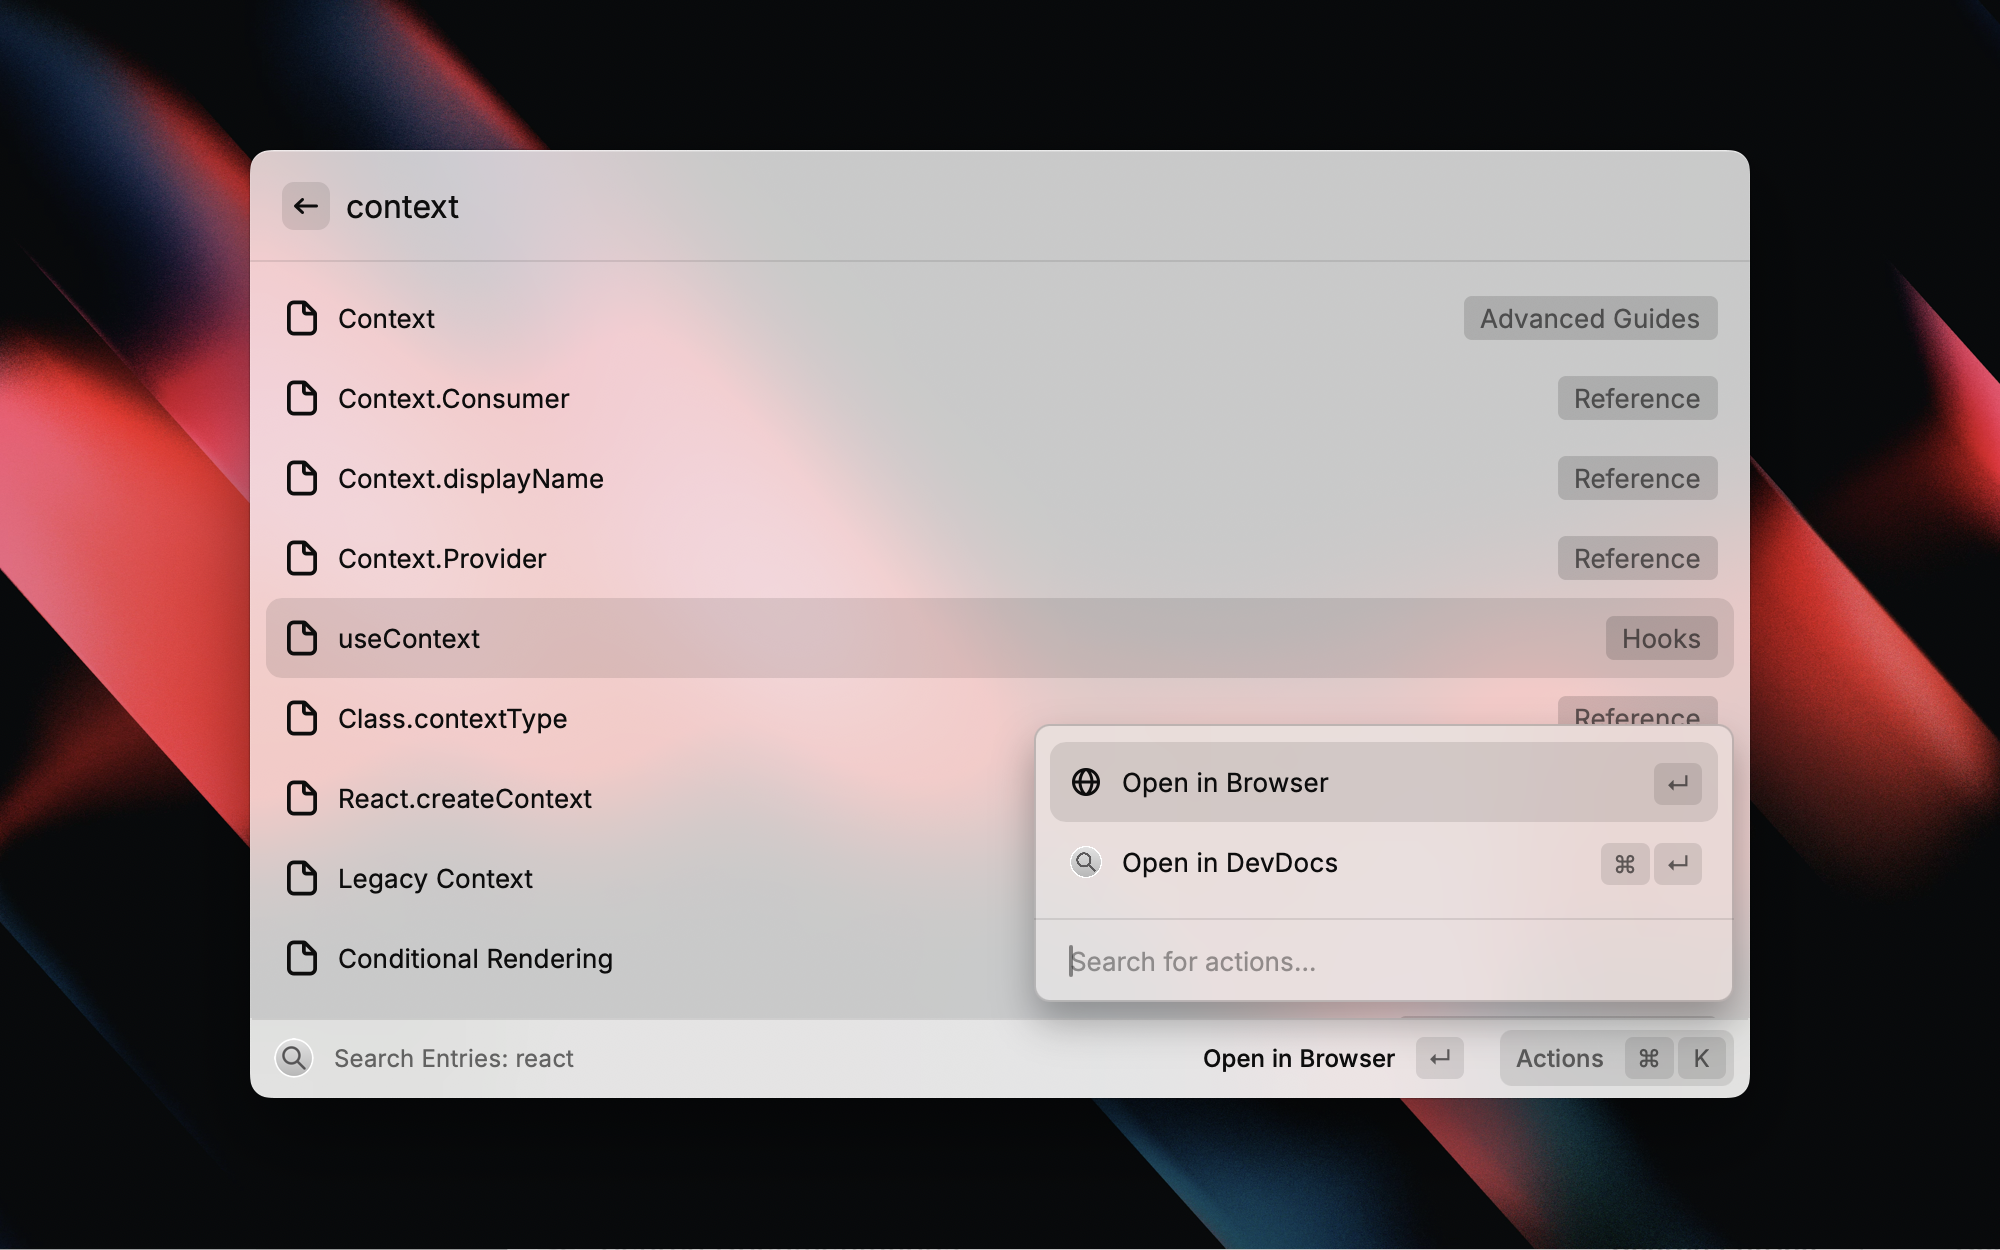 context
Context Advanced Guides
Context.Consumer Reference
Context.displayName Reference
Context.Provider Reference
useContext Hooks
Class.contextType Reference
React.createContext
Legacy Context
Conditional Rendering
Open in Browser ↵
Open in DevDocs ⌘ ↵
Search for actions...
Search Entries: react Open in Browser ↵ Actions ⌘ K